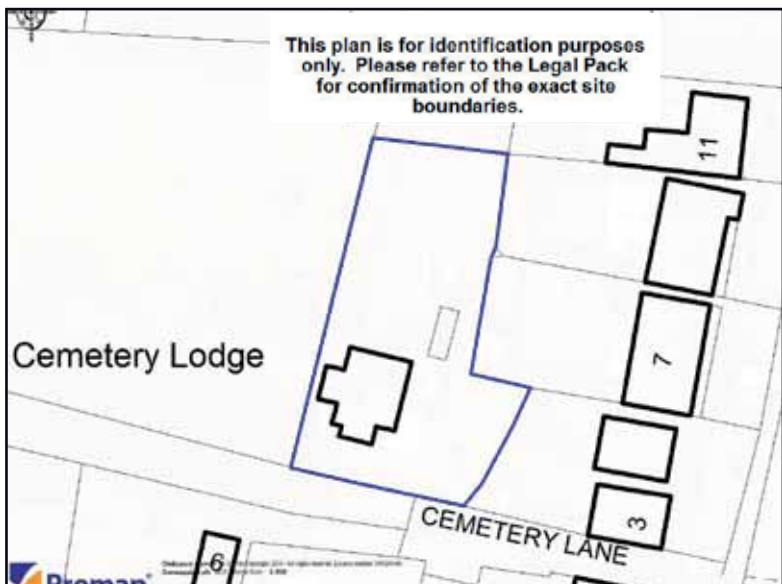 This plan is for identification purposes
only. Please refer to the Legal Pack
for confirmation of the exact site
boundaries.
11
Cemetery Lodge
7
CEMETERY LANE
3
6
Promap